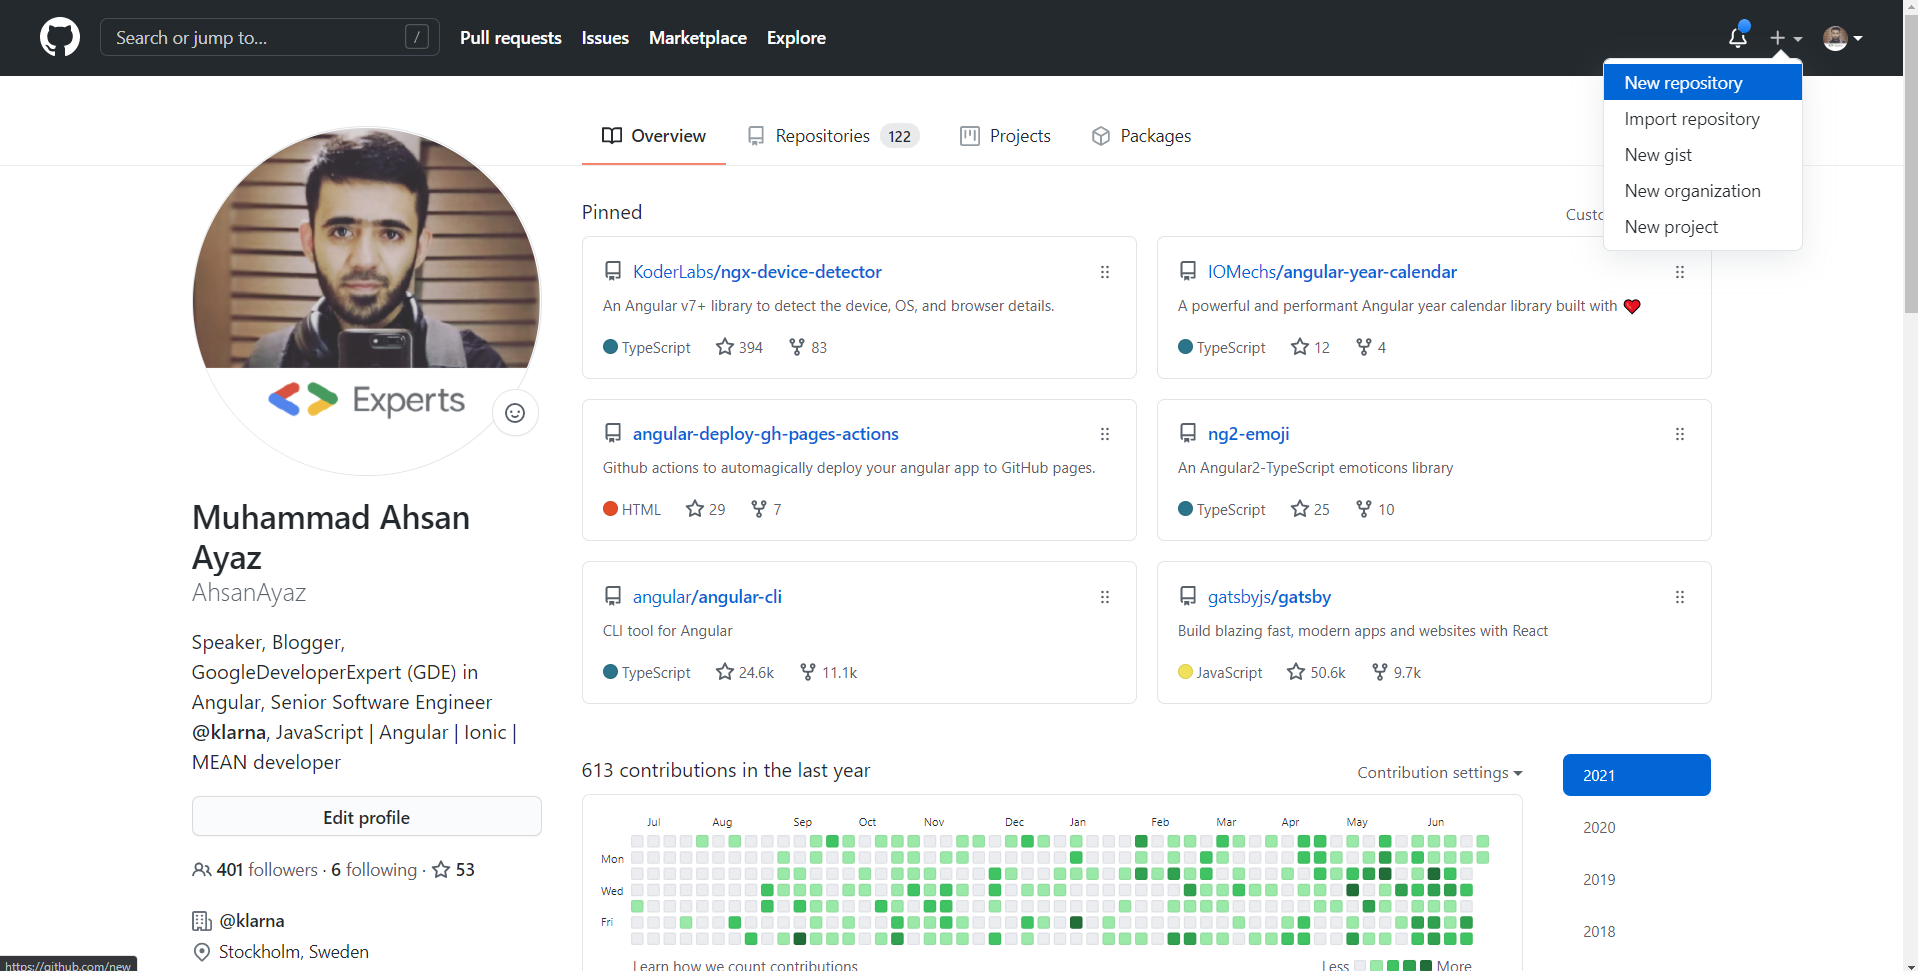 Search or jump to...
/
Pull requests
Issues
Marketplace
Explore
New repository
Import repository
New gist
New organization
New project
Overview
Repositories 122
Projects
Packages
Experts
Muhammad Ahsan
Ayaz
AhsanAyaz
Speaker, Blogger,
GoogleDeveloperExpert (GDE) in
Angular, Senior Software Engineer
@klarna, JavaScript | Angular | Ionic |
MEAN developer
Edit profile
401 followers · 6 following · 53
@klarna
Stockholm, Sweden
https://github.com/new
Pinned
KoderLabs/ngx-device-detector
An Angular v7+ library to detect the device, OS, and browser details.
TypeScript 394 83
IOMechs/angular-year-calendar
A powerful and performant Angular year calendar library built with ❤
TypeScript 12 4
angular-deploy-gh-pages-actions
Github actions to automagically deploy your angular app to GitHub pages.
HTML 29 7
ng2-emoji
An Angular2-TypeScript emoticons library
TypeScript 25 10
angular/angular-cli
CLI tool for Angular
TypeScript 24.6k 11.1k
gatsbyjs/gatsby
Build blazing fast, modern apps and websites with React
JavaScript 50.6k 9.7k
613 contributions in the last year
Contribution settings
Jul Aug Sep Oct Nov Dec Jan Feb Mar Apr May Jun
Mon
Wed
Fri
Learn how we count contributions
Less More
2021
2020
2019
2018